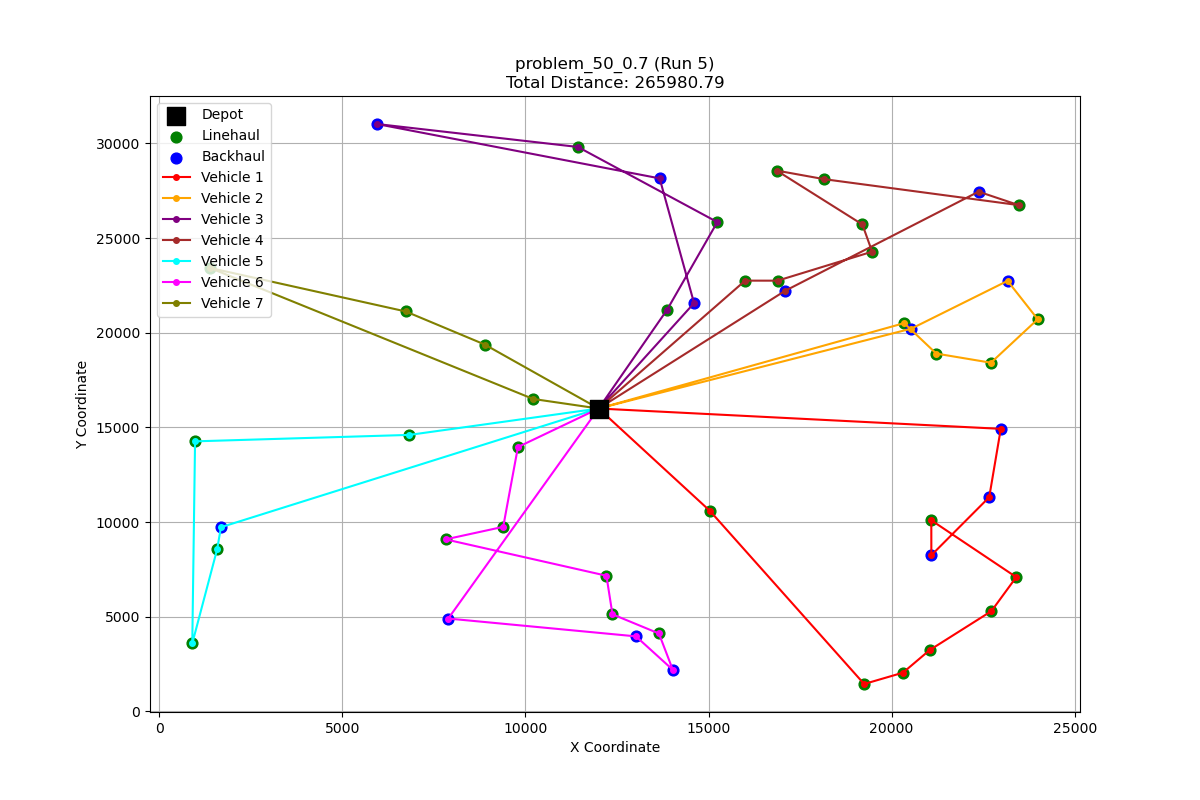 problem_50_0.7 (Run 5)
Total Distance: 265980.79
Depot
Linehaul
Backhaul
Vehicle 1
Vehicle 2
Vehicle 3
Vehicle 4
Vehicle 5
Vehicle 6
Vehicle 7
30000
25000
20000
15000
10000
5000
0
Y Coordinate
0 5000 10000 15000 20000 25000
X Coordinate